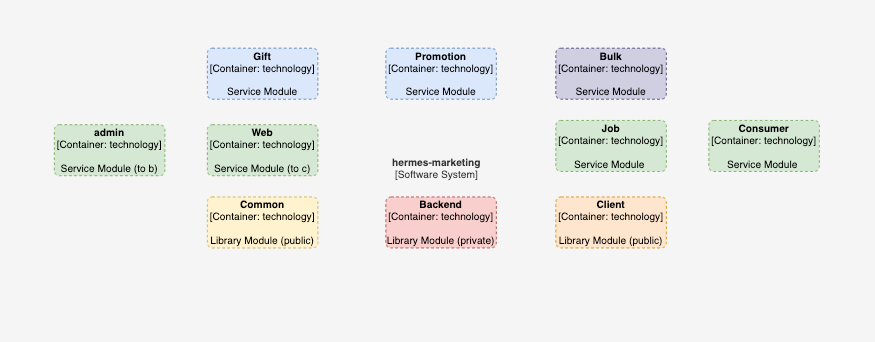 Gift
[Container: technology]
Service Module
Promotion
[Container: technology]
Service Module
Bulk
[Container: technology]
Service Module
admin
[Container: technology]
Service Module (to b)
Web
[Container: technology]
Service Module (to c)
hermes-marketing
[Software System]
Job
[Container: technology]
Service Module
Consumer
[Container: technology]
Service Module
Common
[Container: technology]
Library Module (public)
Backend
[Container: technology]
Library Module (private)
Client
[Container: technology]
Library Module (public)